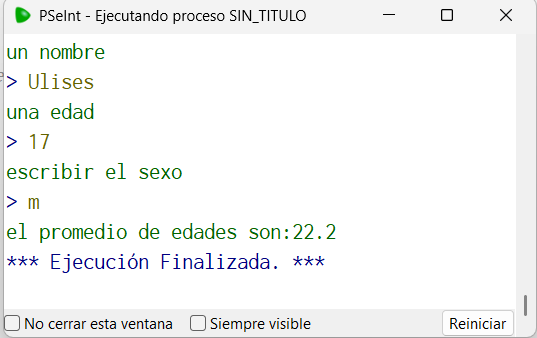 PSeInt - Ejecutando proceso SIN_TITULO
un nombre
> Ulises
una edad
> 17
escribir el sexo
> m
el promedio de edades son:22.2
*** Ejecución Finalizada. ***
No cerrar esta ventana Siempre visible Reiniciar